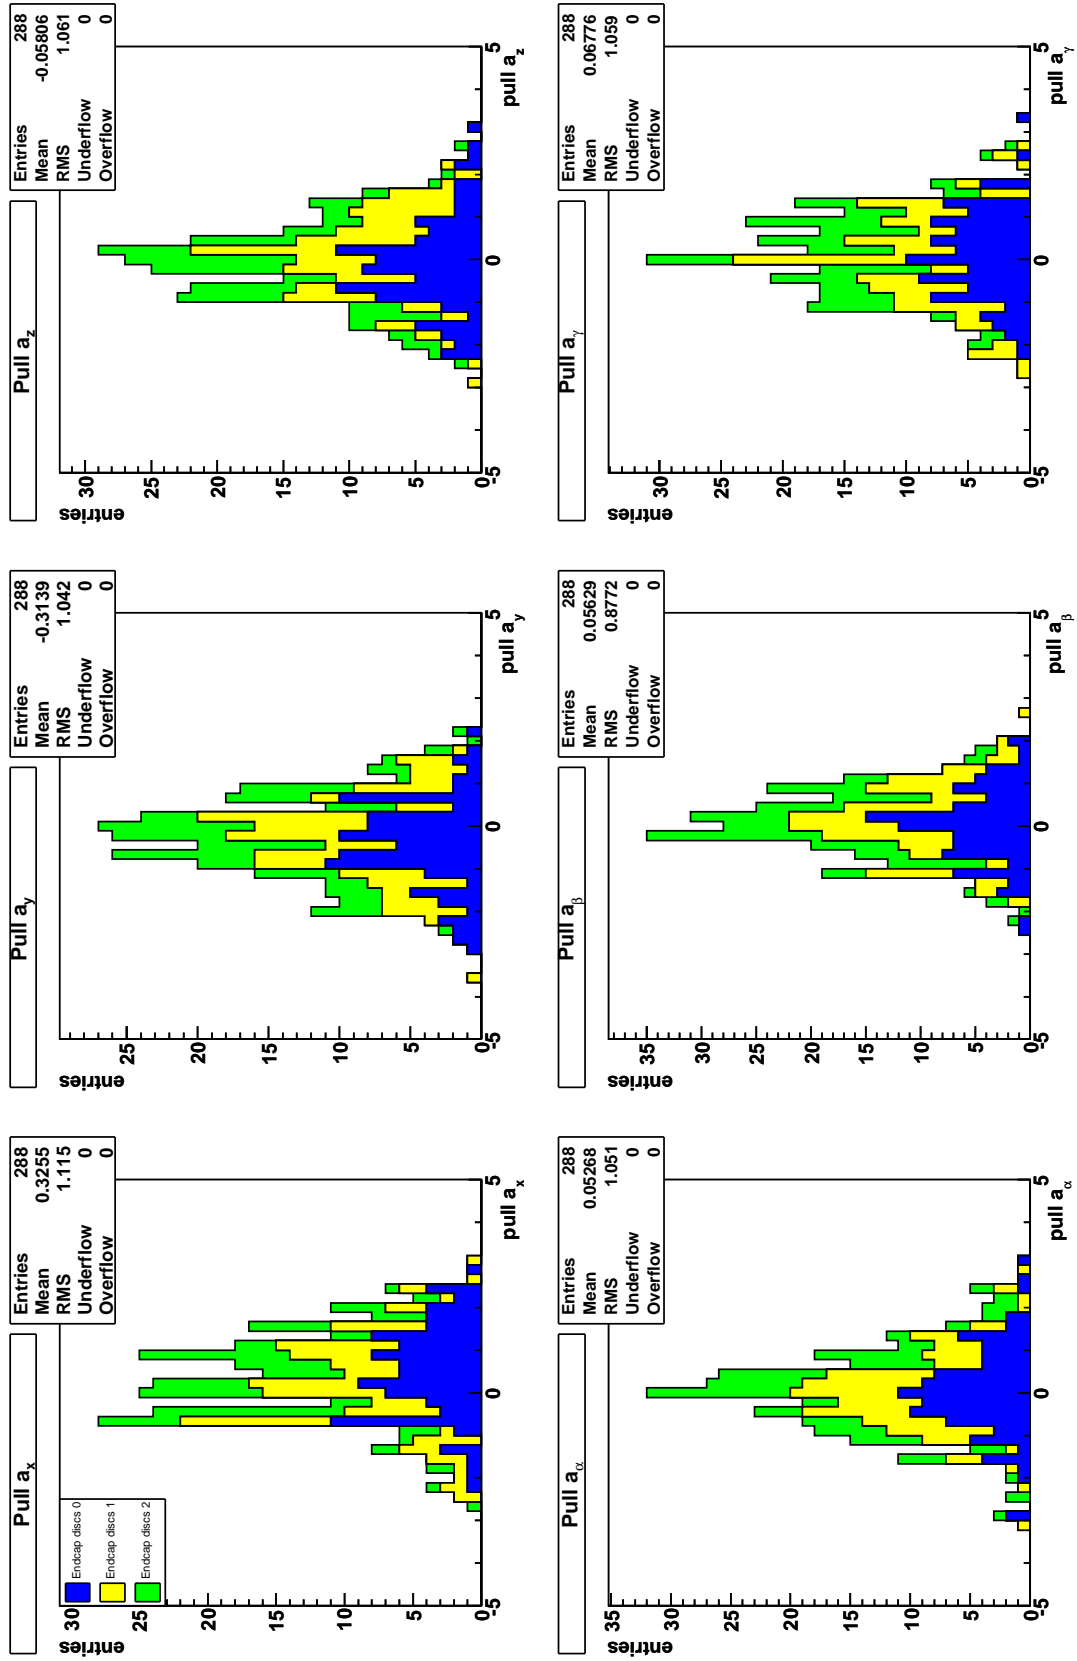 Pull a_x
Entries 288
Mean 0.3255
RMS 1.115
Underflow 0
Overflow 0
Endcap discs 0
Endcap discs 1
Endcap discs 2
entries
30
25
20
15
10
5
0
-5 0 5
pull a_x
Pull a_y
Entries 288
Mean -0.3139
RMS 1.042
Underflow 0
Overflow 0
entries
25
20
15
10
5
0
-5 0 5
pull a_y
Pull a_z
Entries 288
Mean -0.05806
RMS 1.061
Underflow 0
Overflow 0
entries
30
25
20
15
10
5
0
-5 0 5
pull a_z
Pull a_α
Entries 288
Mean 0.05268
RMS 1.051
Underflow 0
Overflow 0
entries
35
30
25
20
15
10
5
0
-5 0 5
pull a_α
Pull a_β
Entries 288
Mean 0.05629
RMS 0.8772
Underflow 0
Overflow 0
entries
35
30
25
20
15
10
5
0
-5 0 5
pull a_β
Pull a_γ
Entries 288
Mean 0.06776
RMS 1.059
Underflow 0
Overflow 0
entries
30
25
20
15
10
5
0
-5 0 5
pull a_γ